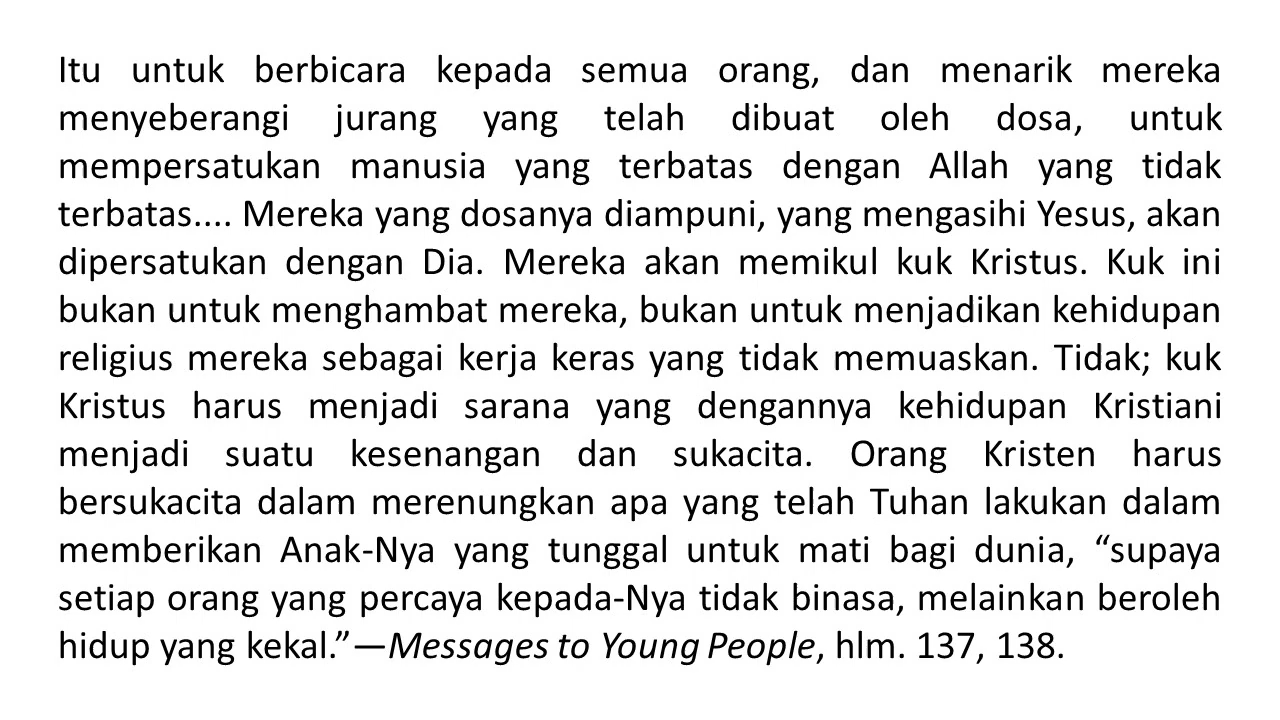 Itu untuk berbicara kepada semua orang, dan menarik mereka
menyeberangi jurang yang telah dibuat oleh dosa, untuk
mempersatukan manusia yang terbatas dengan Allah yang tidak
terbatas.... Mereka yang dosanya diampuni, yang mengasihi Yesus, akan
dipersatukan dengan Dia. Mereka akan memikul kuk Kristus. Kuk ini
bukan untuk menghambat mereka, bukan untuk menjadikan kehidupan
religius mereka sebagai kerja keras yang tidak memuaskan. Tidak; kuk
Kristus harus menjadi sarana yang dengannya kehidupan Kristiani
menjadi suatu kesenangan dan sukacita. Orang Kristen harus
bersukacita dalam merenungkan apa yang telah Tuhan lakukan dalam
memberikan Anak-Nya yang tunggal untuk mati bagi dunia, “supaya
setiap orang yang percaya kepada-Nya tidak binasa, melainkan beroleh
hidup yang kekal.”—Messages to Young People, hlm. 137, 138.